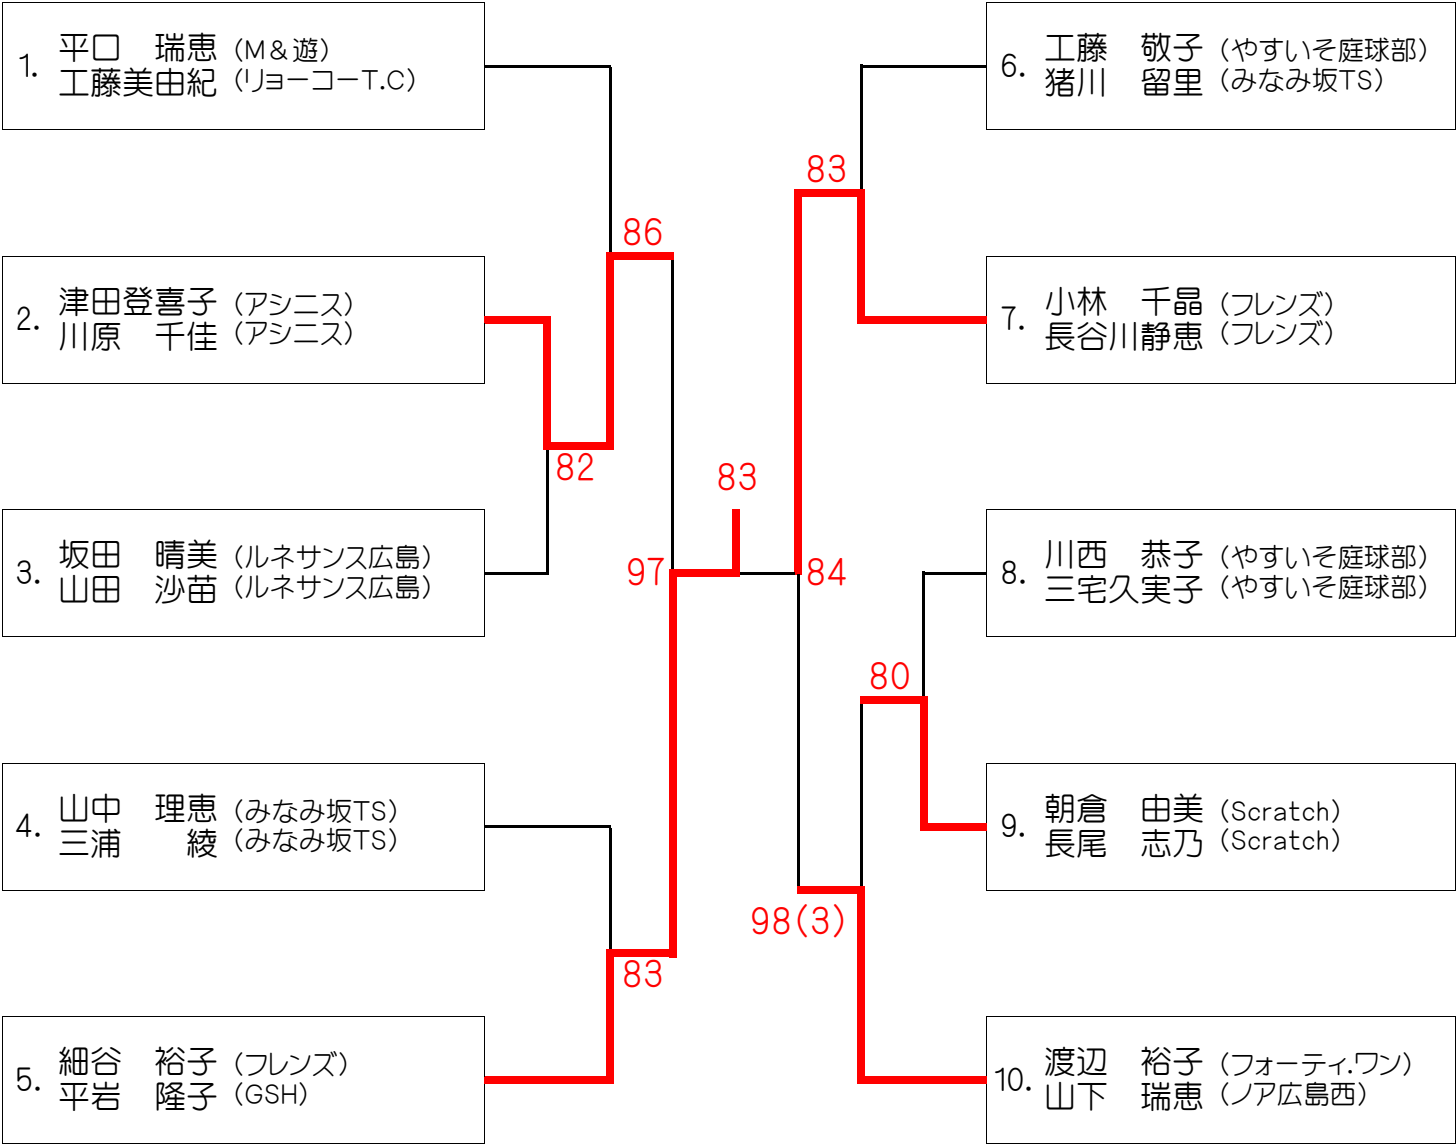 1. 平口　瑞恵 (M＆遊)
工藤美由紀 (リョーコーT.C)
2. 津田登喜子 (アシニス)
川原　千佳 (アシニス)
3. 坂田　晴美 (ルネサンス広島)
山田　沙苗 (ルネサンス広島)
4. 山中　理恵 (みなみ坂TS)
三浦　　綾 (みなみ坂TS)
5. 細谷　裕子 (フレンズ)
平岩　隆子 (GSH)
86
82
97
83
83
83
84
80
98(3)
6. 工藤　敬子 (やすいそ庭球部)
猪川　留里 (みなみ坂TS)
7. 小林　千晶 (フレンズ)
長谷川静恵 (フレンズ)
8. 川西　恭子 (やすいそ庭球部)
三宅久実子 (やすいそ庭球部)
9. 朝倉　由美 (Scratch)
長尾　志乃 (Scratch)
10. 渡辺　裕子 (フォーティ.ワン)
山下　瑞恵 (ノア広島西)